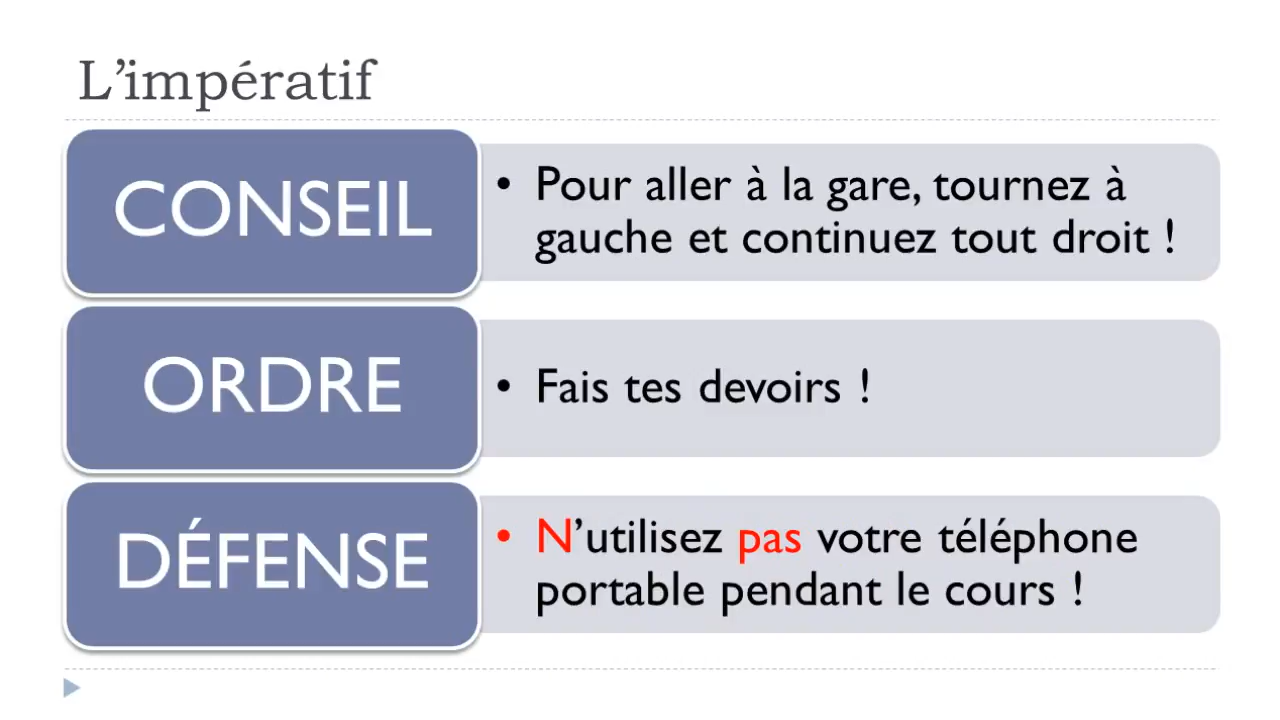 L’impératif
CONSEIL
• Pour aller à la gare, tournez à
gauche et continuez tout droit !
ORDRE
• Fais tes devoirs !
DÉFENSE
• N’utilisez pas votre téléphone
portable pendant le cours !